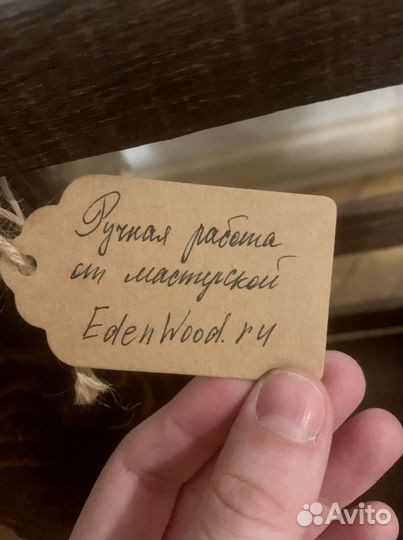 Ручная работа
от мастерской
EdenWood.ru
Avito